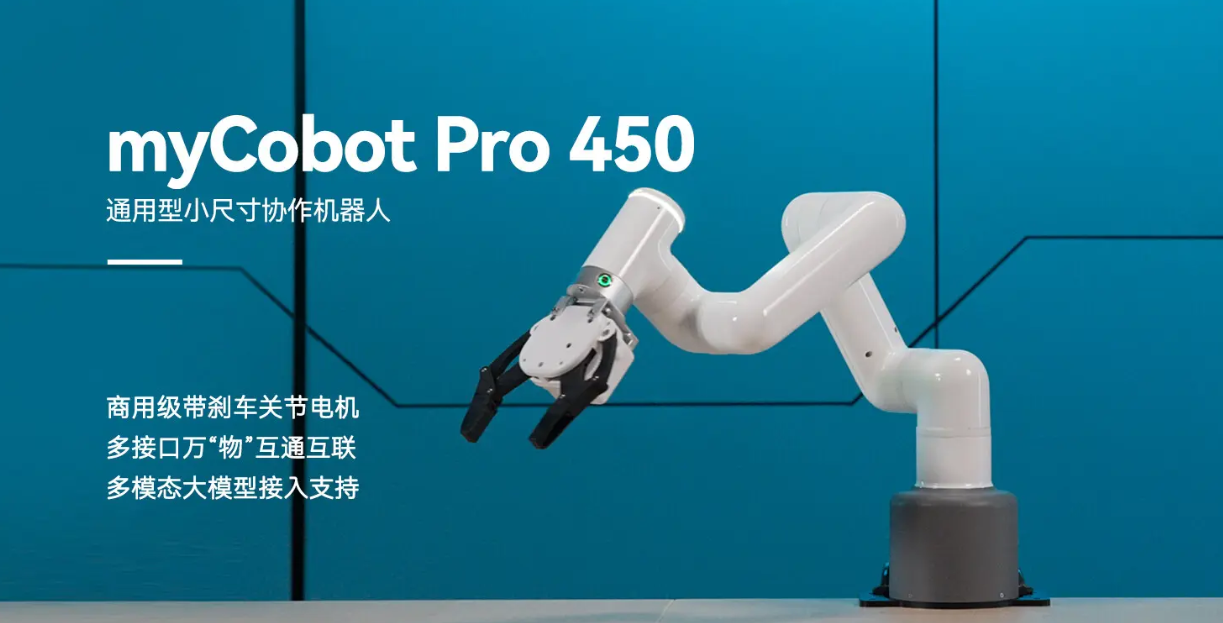 myCobot Pro 450
通用型小尺寸协作机器人
商用级带刹车关节电机
多接口万“物”互通互联
多模态大模型接入支持